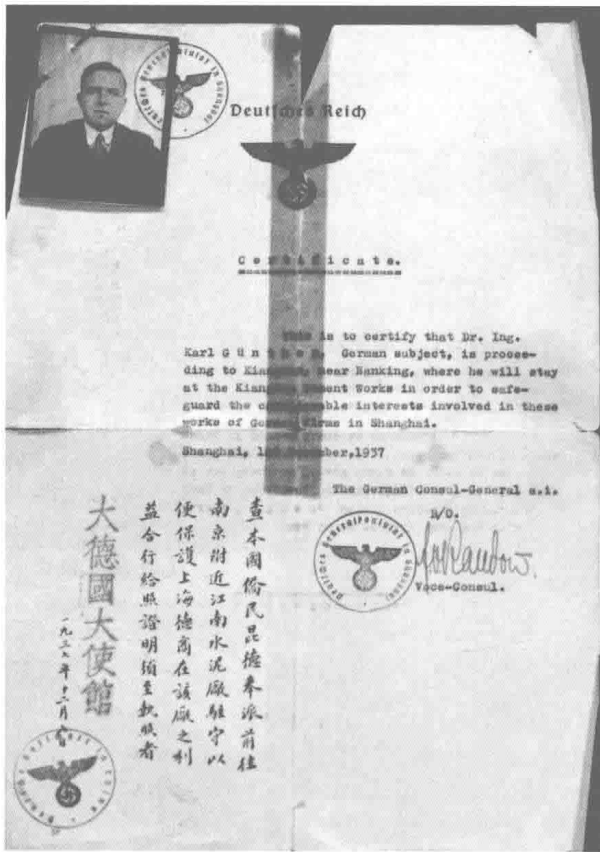 Deutsches Reich
Certificate.
This is to certify that Dr. Ing.
Karl Günther, German subject, is procee-
ding to near Nanking, where he will stay
at the Cement Works in order to safe-
guard the interests involved in these
works of German firms in Shanghai.
Shanghai, 1937
The German Consul-General a.i.
B/O.
Vece-Consul.
查本國僑民昆德奉派前往
南京附近江南水泥廠駐守以
便保護上海德商在該廠之利
益合行給照證明須至執照者
大德國大使館
一九三七年十二月